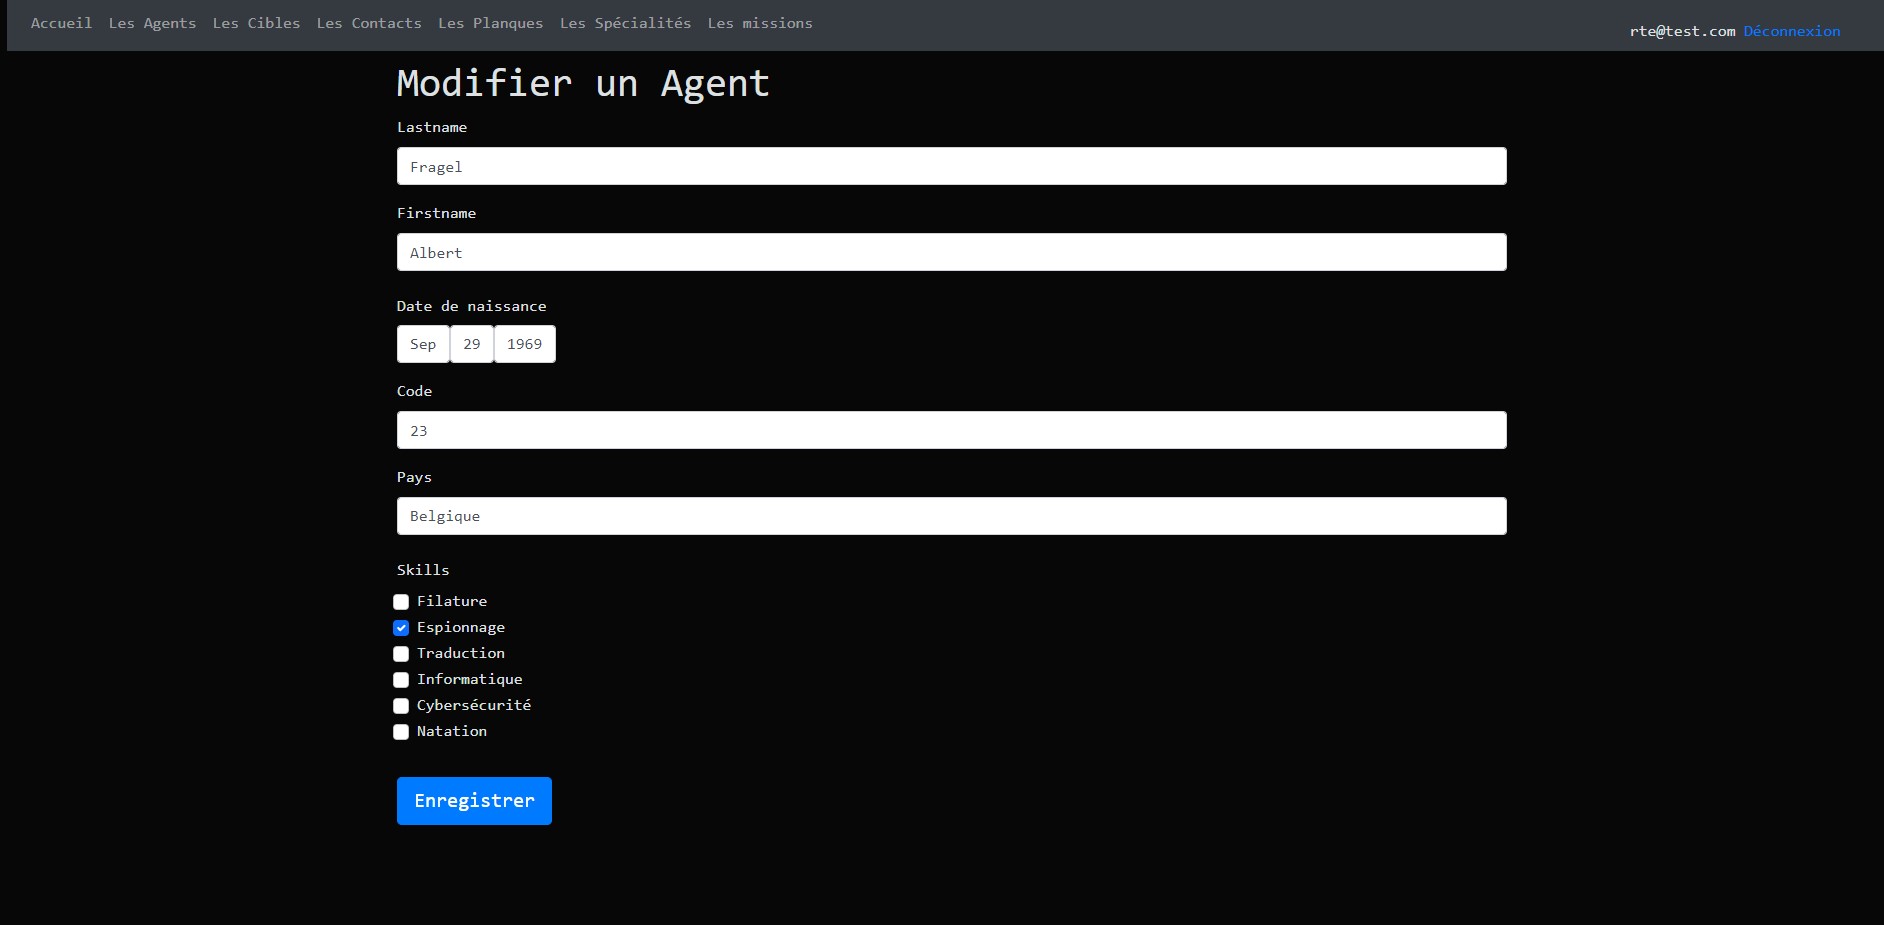 Accueil Les Agents Les Cibles Les Contacts Les Planques Les Spécialités Les missions
rte@test.com Déconnexion
Modifier un Agent
Lastname
Fragel
Firstname
Albert
Date de naissance
Sep 29 1969
Code
23
Pays
Belgique
Skills
Filature
Espionnage
Traduction
Informatique
Cybersécurité
Natation
Enregistrer